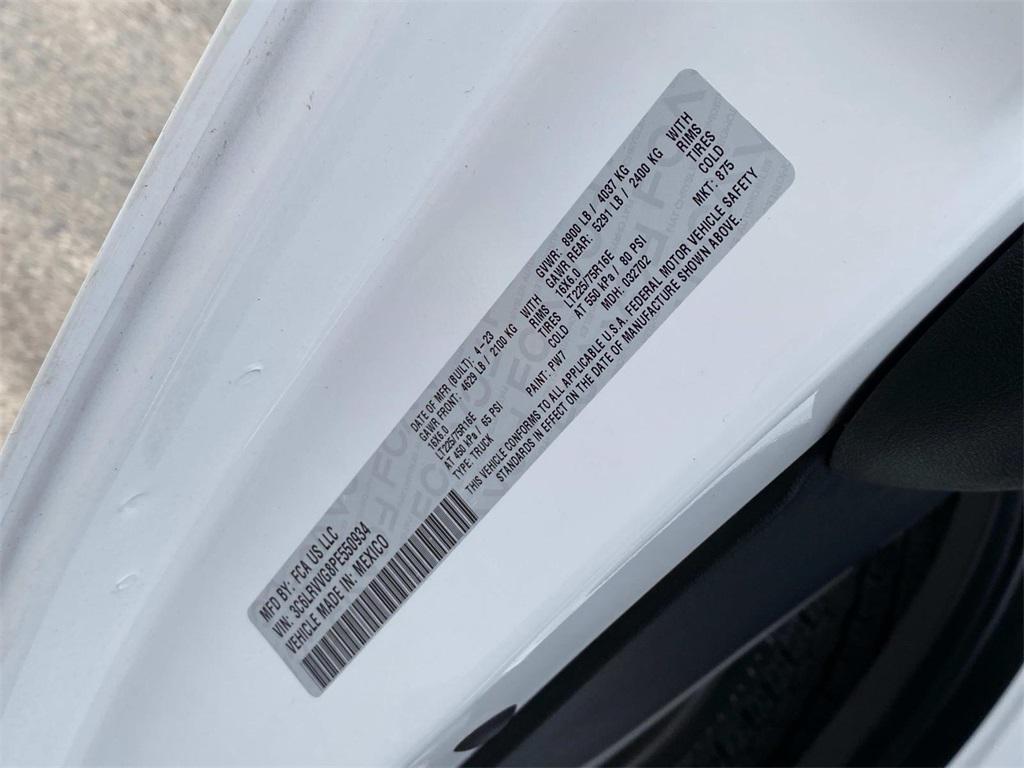 MFD BY: FCA US LLC
VIN: 3C6LRVVG8PE550934
VEHICLE MADE IN: MEXICO
DATE OF MFR (BUILT): 4-23 GVWR: 8900 LB / 4037 KG
GAWR FRONT: 4629 LB / 2100 KG WITH GAWR REAR: 5291 LB / 2400 KG WITH
16X6.0 RIMS 16X6.0 RIMS
LT225/75R16E TIRES LT225/75R16E TIRES
AT 450 kPa / 65 PSI COLD AT 550 kPa / 80 PSI COLD
TYPE: TRUCK PAINT: PW7 MDH: 032702 MKT: 875
THIS VEHICLE CONFORMS TO ALL APPLICABLE U.S.A. FEDERAL MOTOR VEHICLE SAFETY
STANDARDS IN EFFECT ON THE DATE OF MANUFACTURE SHOWN ABOVE.